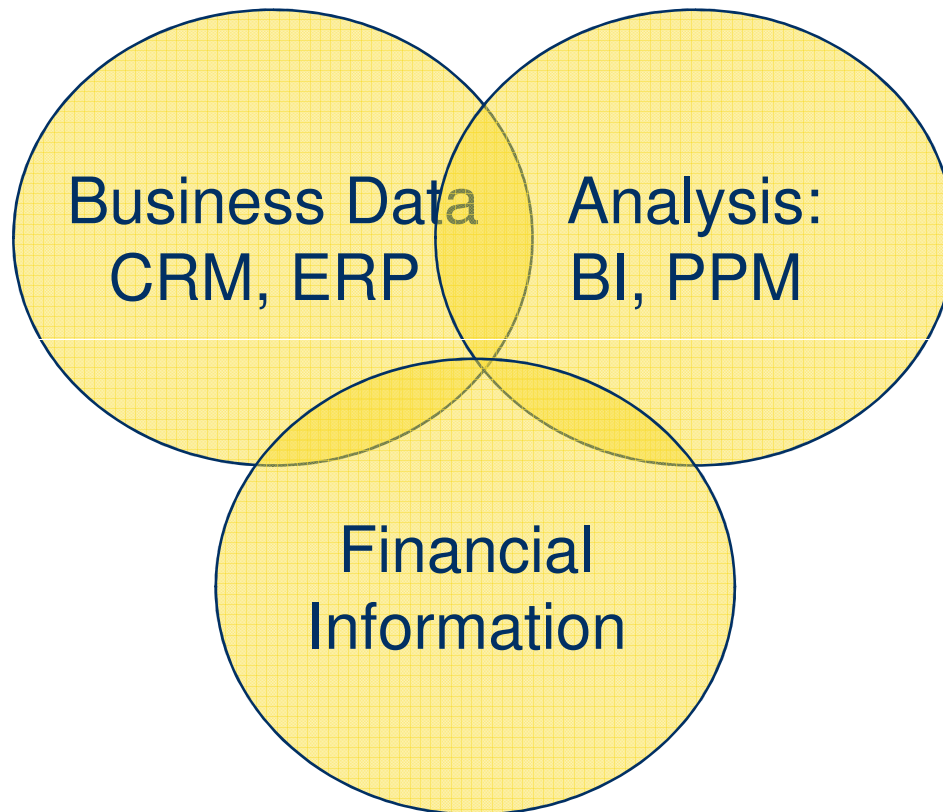 Business Data
CRM, ERP
Analysis:
BI, PPM
Financial
Information